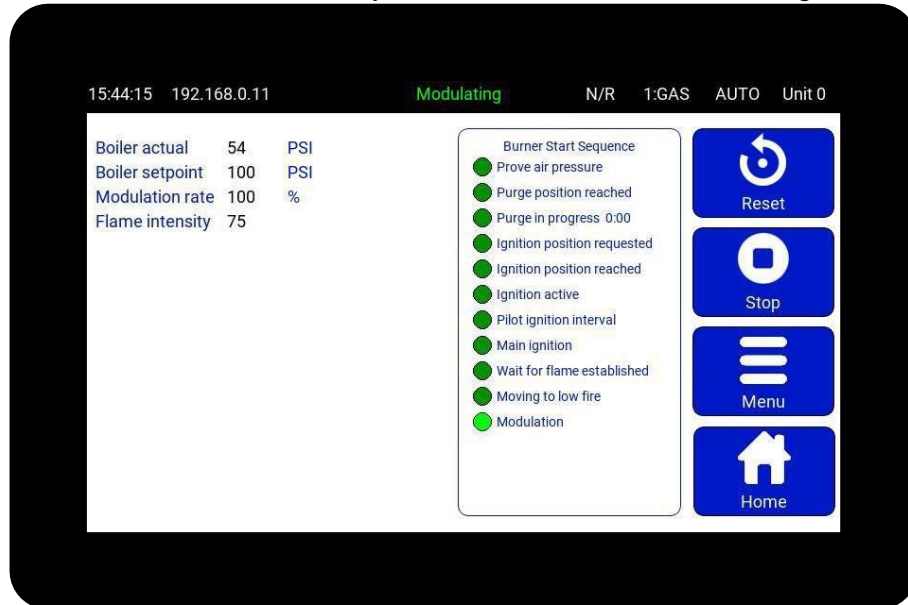 15:44:15 192.168.0.11 Modulating N/R 1:GAS AUTO Unit 0
Boiler actual 54 PSI
Boiler setpoint 100 PSI
Modulation rate 100 %
Flame intensity 75
Burner Start Sequence
Prove air pressure
Purge position reached
Purge in progress 0:00
Ignition position requested
Ignition position reached
Ignition active
Pilot ignition interval
Main ignition
Wait for flame established
Moving to low fire
Modulation
Reset
Stop
Menu
Home